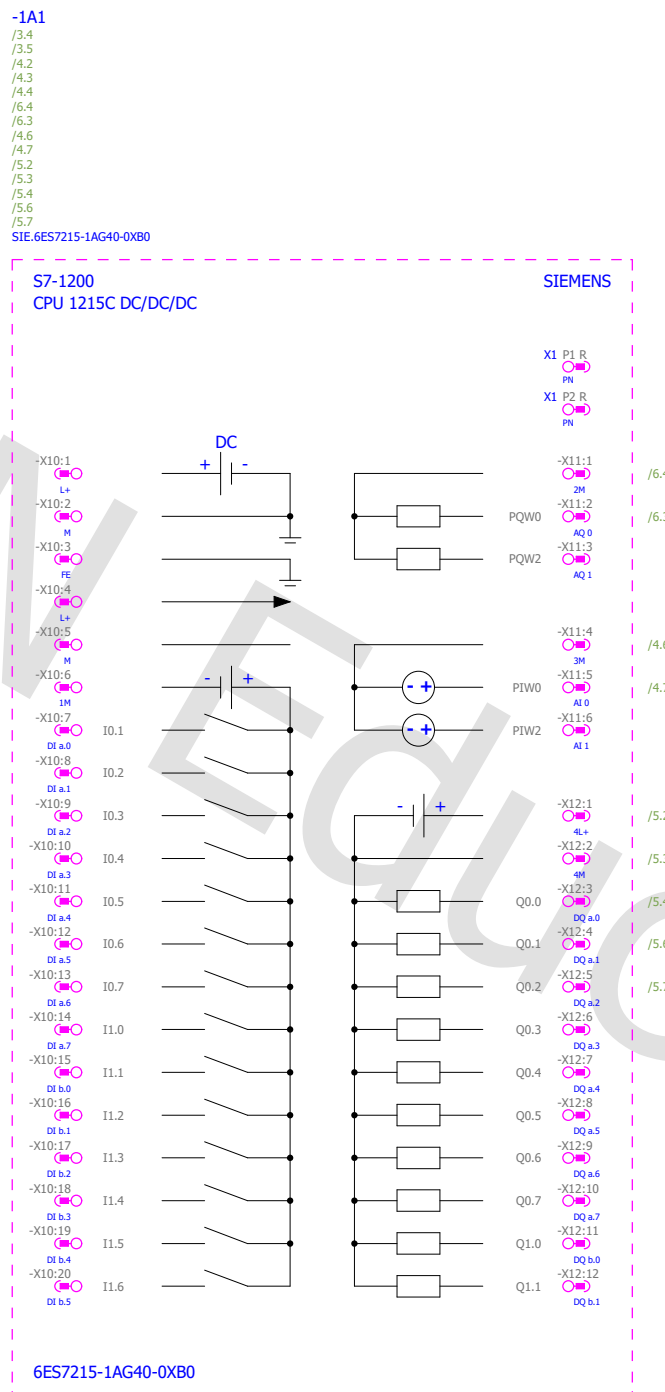 -1A1
/3.4
/3.5
/4.2
/4.3
/4.4
/6.4
/6.3
/4.6
/4.7
/5.2
/5.3
/5.4
/5.6
/5.7
SIE.6ES7215-1AG40-0XB0
S7-1200 SIEMENS
CPU 1215C DC/DC/DC
X1 P1 R
PN
X1 P2 R
PN
DC
-X10:1 + - -X11:1 /6.4
L+ 2M
-X10:2 PQW0 -X11:2
M AQ 0
-X10:3 PQW2 -X11:3
FE AQ 1
-X10:4
L+
-X10:5 -X11:4
M 3M
-X10:6 - + - + PIW0 -X11:5 /4.7
1M AI 0
-X10:7 I0.1 - + PIW2 -X11:6
DI a.0 AI 1
-X10:8 I0.2
DI a.1
-X10:9 I0.3 - + -X12:1
DI a.2 4L+
-X10:10 I0.4 -X12:2
DI a.3 4M
-X10:11 I0.5 Q0.0 -X12:3
DI a.4 DQ a.0
-X10:12 I0.6 Q0.1 -X12:4
DI a.5 DQ a.1
-X10:13 I0.7 Q0.2 -X12:5 /5.7
DI a.6 DQ a.2
-X10:14 I1.0 Q0.3 -X12:6
DI a.7 DQ a.3
-X10:15 I1.1 Q0.4 -X12:7
DI b.0 DQ a.4
-X10:16 I1.2 Q0.5 -X12:8
DI b.1 DQ a.5
-X10:17 I1.3 Q0.6 -X12:9
DI b.2 DQ a.6
-X10:18 I1.4 Q0.7 -X12:10
DI b.3 DQ a.7
-X10:19 I1.5 Q1.0 -X12:11
DI b.4 DQ b.0
-X10:20 I1.6 Q1.1 -X12:12
DI b.5 DQ b.1
6ES7215-1AG40-0XB0